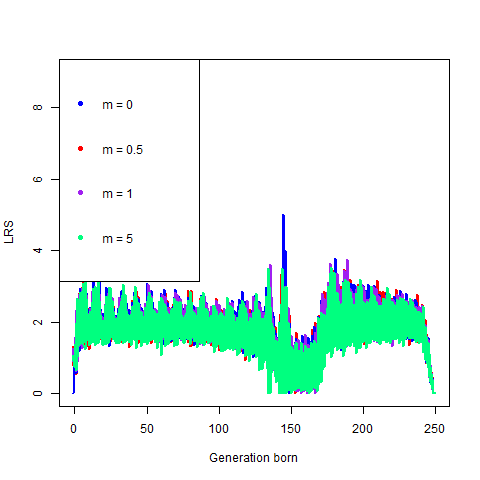 m = 0
m = 0.5
m = 1
m = 5
LRS
0
2
4
6
8
0
50
100
150
200
250
Generation born